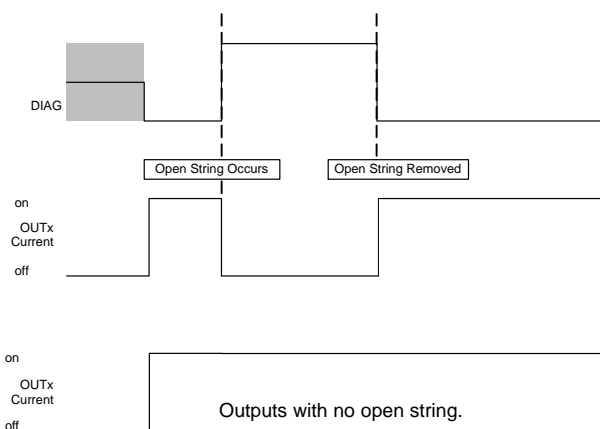 DIAG
Open String Occurs
Open String Removed
on
OUTx
Current
off
on
OUTx
Current
off
Outputs with no open string.